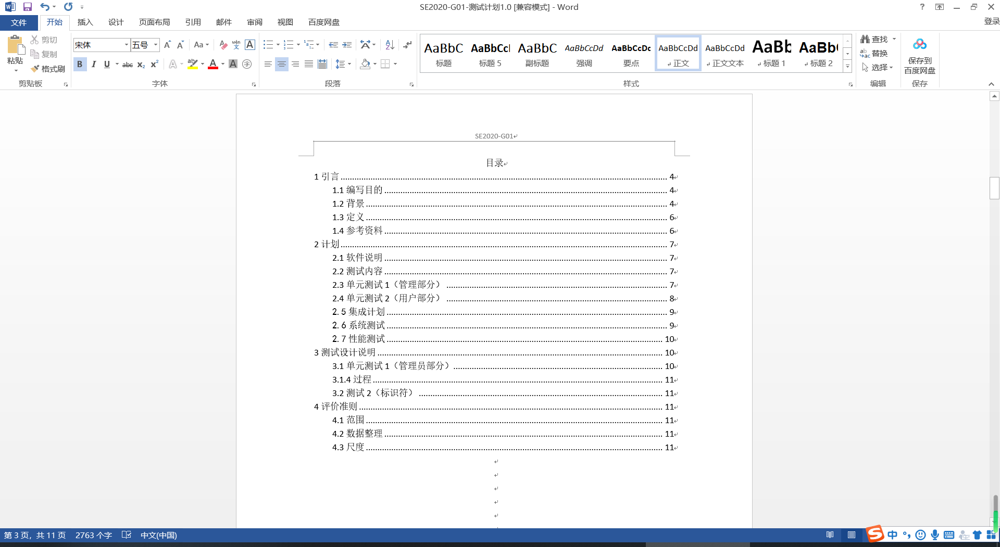 SE2020-G01-测试计划1.0 [兼容模式] - Word
文件 开始 插入 设计 页面布局 引用 邮件 审阅 视图 百度网盘 登录
粘贴 剪切 复制 格式刷
宋体 五号
AaBbC AaBbCcI AaBbC AaBbCcDd AaBbCcDc AaBbCcDd AaBbCcDd AaBb AaBb(
标题 标题 5 副标题 强调 要点 正文 正文文本 标题 1 标题 2
查找 替换 选择
保存到
百度网盘
剪贴板 字体 段落 样式 编辑 保存
SE2020-G01
目录
1 引言 4
1.1 编写目的 4
1.2 背景 4
1.3 定义 6
1.4 参考资料 6
2 计划 7
2.1 软件说明 7
2.2 测试内容 7
2.3 单元测试 1（管理部分） 7
2.4 单元测试 2（用户部分） 8
2. 5 集成计划 9
2. 6 系统测试 9
2. 7 性能测试 10
3 测试设计说明 10
3.1 单元测试 1（管理员部分） 10
3.1.4 过程 11
3.2 测试 2（标识符） 11
4 评价准则 11
4.1 范围 11
4.2 数据整理 11
4.3 尺度 11
第 3 页，共 11 页 2763 个字 中文(中国) 中